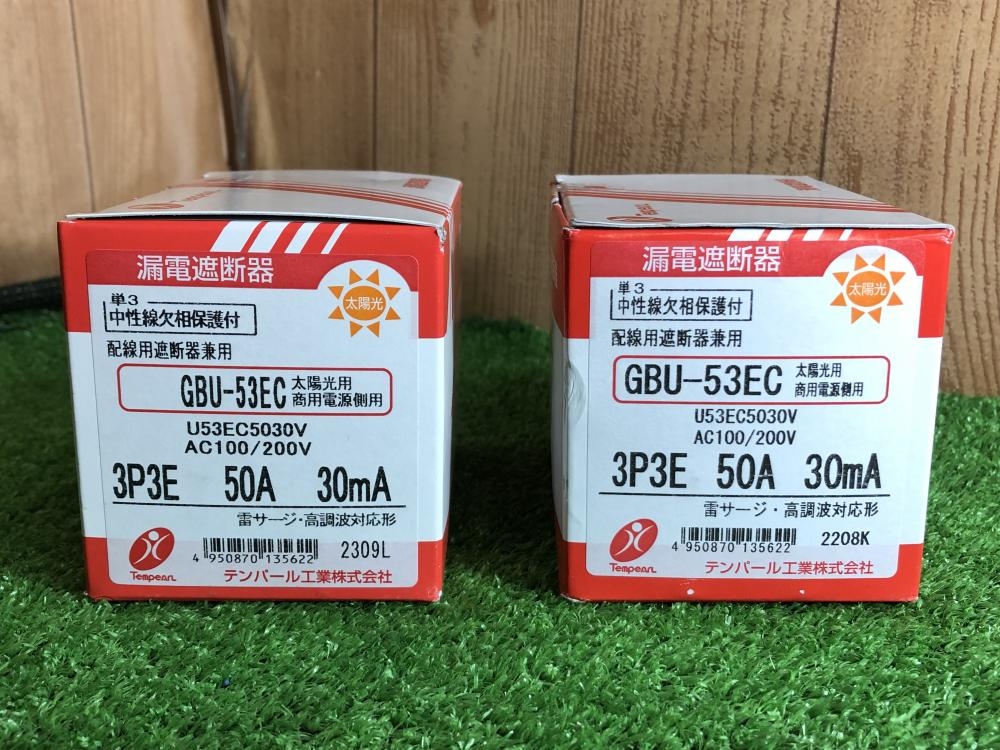 漏電遮断器
太陽光
単3
中性線欠相保護付
配線用遮断器兼用
GBU-53EC 太陽光用
商用電源側用
U53EC5030V
AC100/200V
3P3E 50A 30mA
雷サージ・高調波対応形
4 950870 135622 2309L
Tempearl テンパール工業株式会社
漏電遮断器
太陽光
単3
中性線欠相保護付
配線用遮断器兼用
GBU-53EC 太陽光用
商用電源側用
U53EC5030V
AC100/200V
3P3E 50A 30mA
雷サージ・高調波対応形
4 950870 135622 2208K
Tempearl テンパール工業株式会社